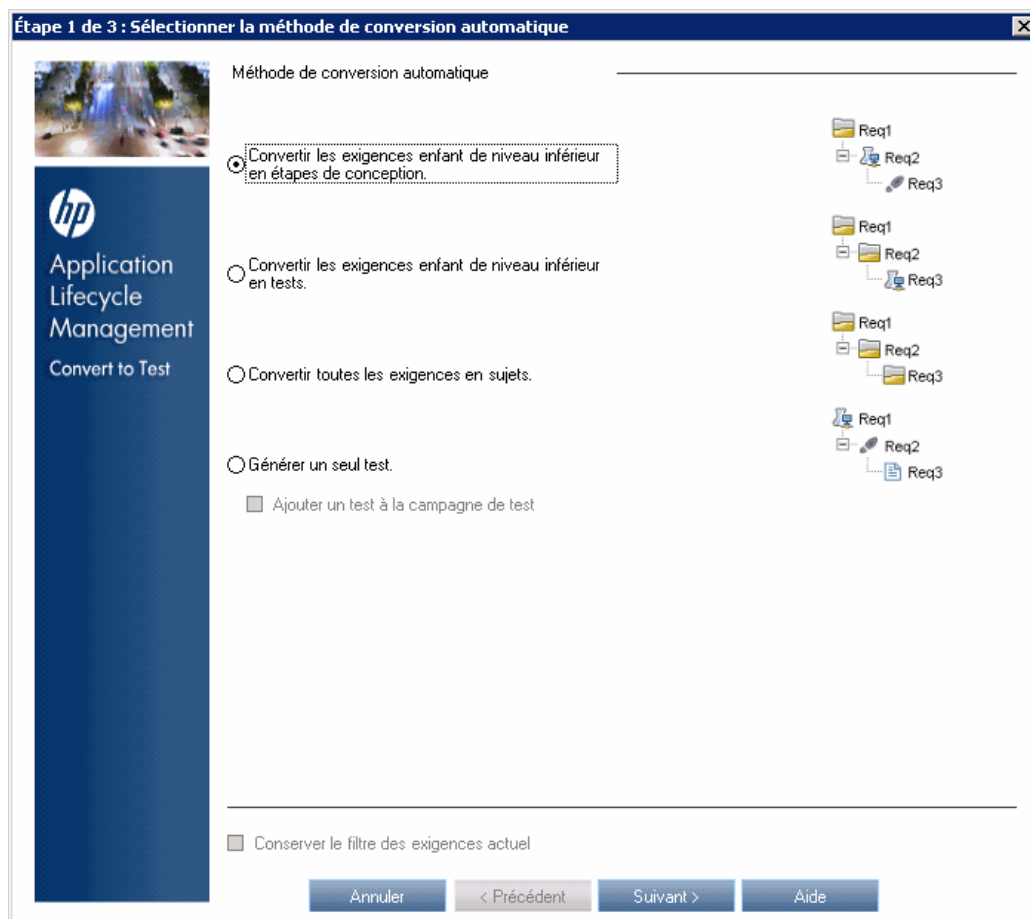 Étape 1 de 3 : Sélectionner la méthode de conversion automatique
hp
Application
Lifecycle
Management
Convert to Test
Méthode de conversion automatique
Convertir les exigences enfant de niveau inférieur
en étapes de conception.
Req1
Req2
Req3
Convertir les exigences enfant de niveau inférieur
en tests.
Req1
Req2
Req3
Convertir toutes les exigences en sujets.
Req1
Req2
Req3
Générer un seul test.
Ajouter un test à la campagne de test
Req1
Req2
Req3
Conserver le filtre des exigences actuel
Annuler
< Précédent
Suivant >
Aide